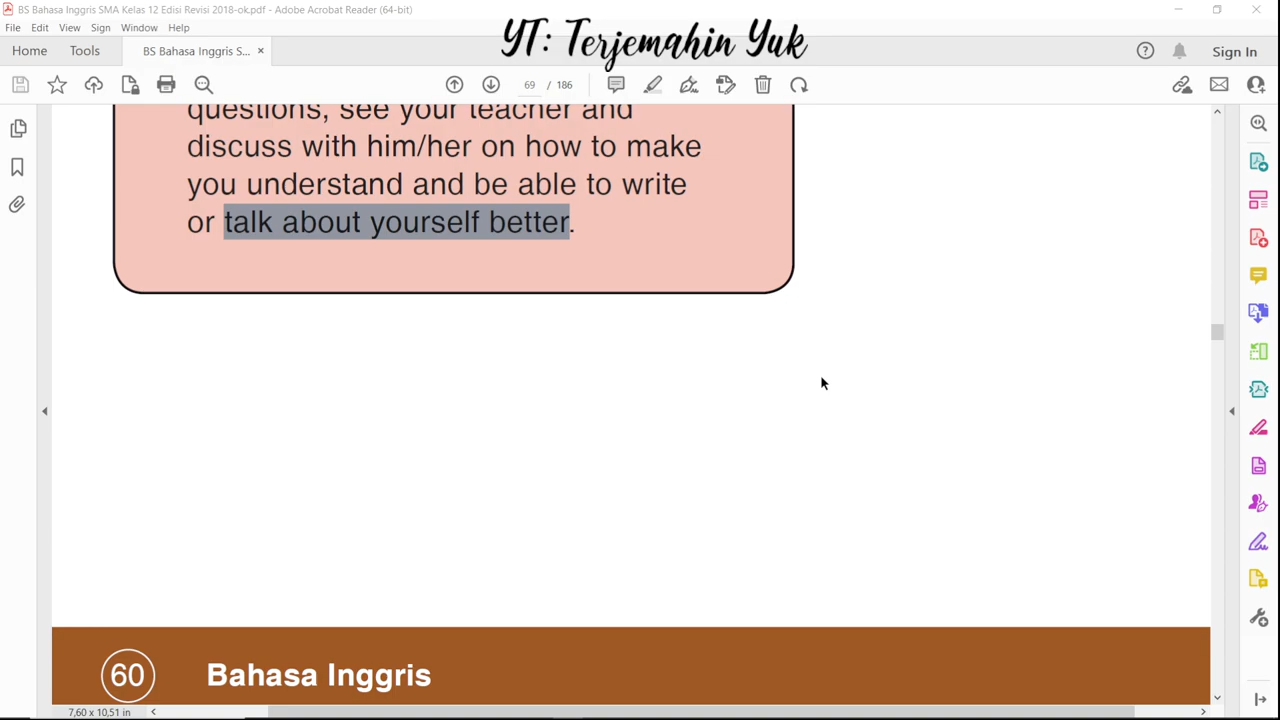 BS Bahasa Inggris SMA Kelas 12 Edisi Revisi 2018-ok.pdf - Adobe Acrobat Reader (64-bit)
File Edit View Sign Window Help
YT: Terjemahin Yuk
Home Tools BS Bahasa Inggris S... × Sign In
69 / 186
questions, see your teacher and
discuss with him/her on how to make
you understand and be able to write
or talk about yourself better.
60 Bahasa Inggris
7,60 x 10,51 in